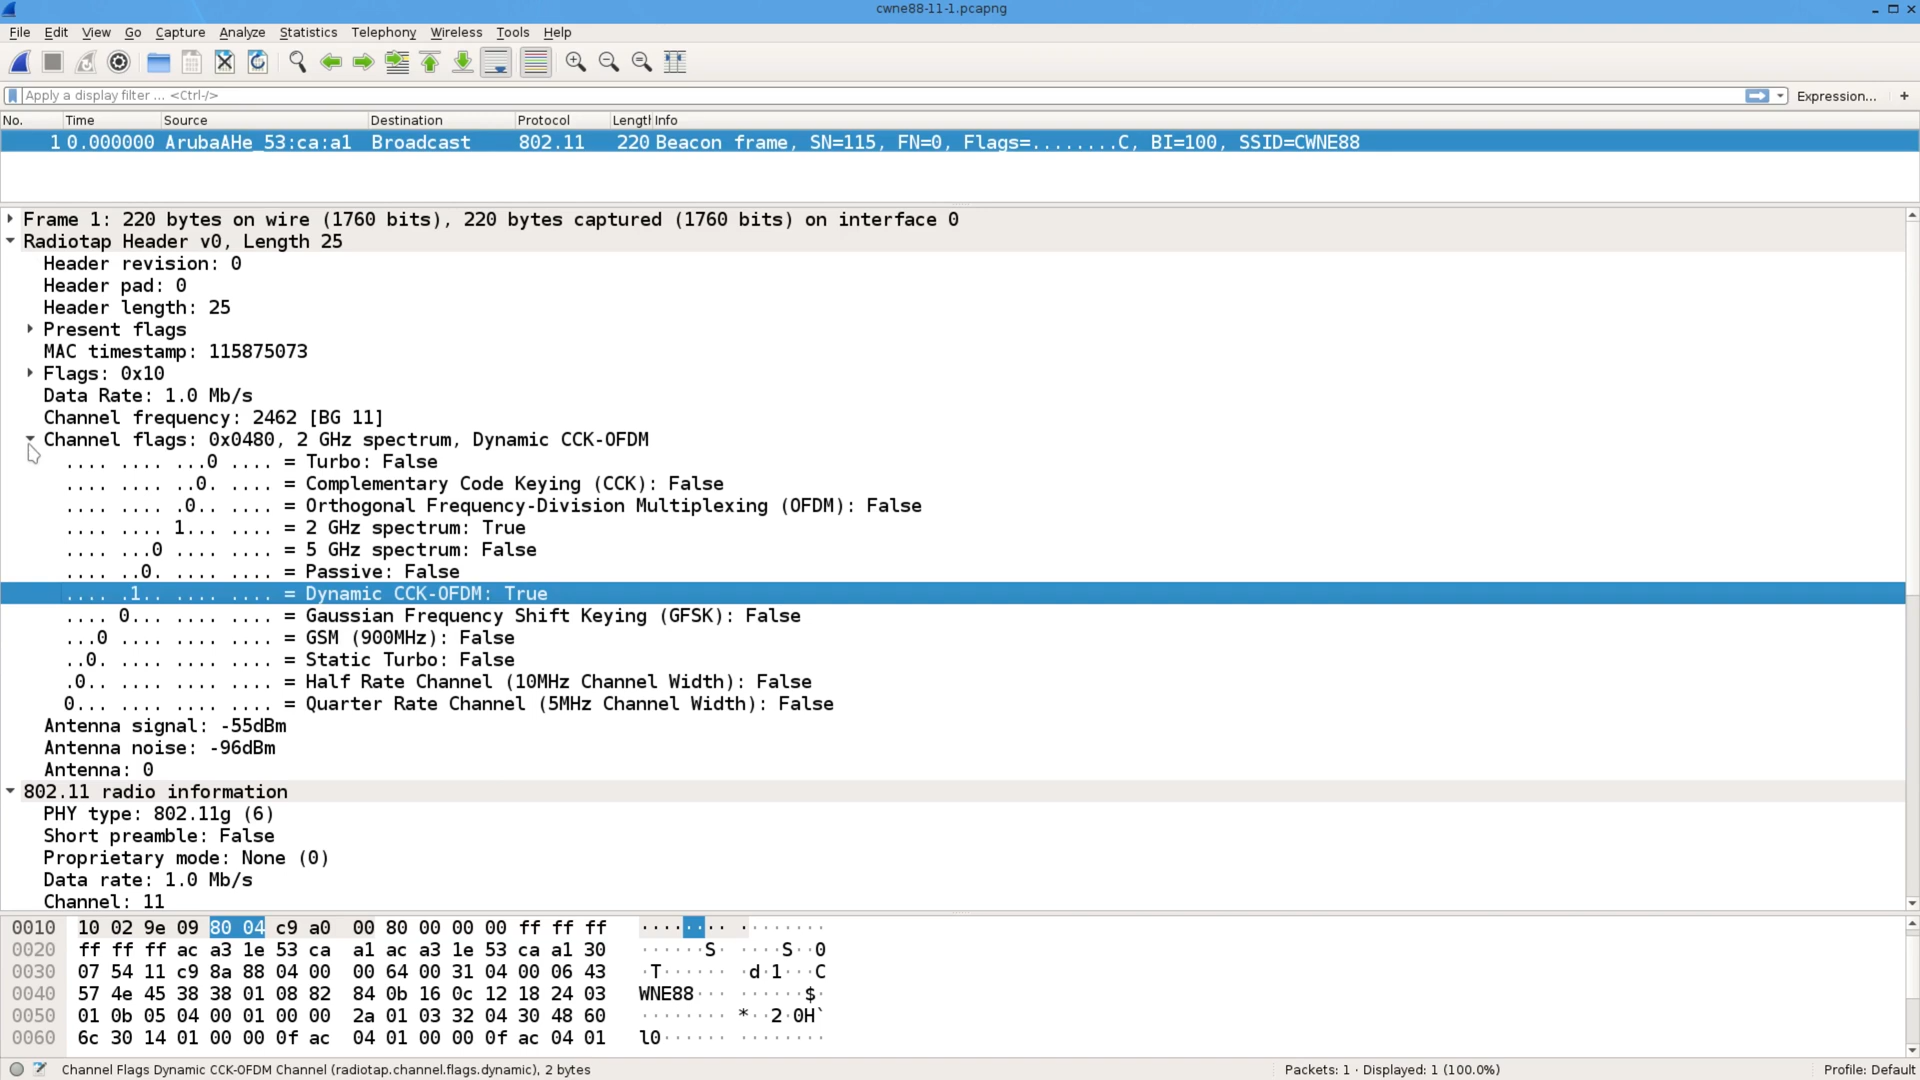 cwne88-11-1.pcapng
File Edit View Go Capture Analyze Statistics Telephony Wireless Tools Help
Apply a display filter ... <Ctrl-/> Expression... +
No. Time Source Destination Protocol Length Info
1 0.000000 ArubaAHe_53:ca:a1 Broadcast 802.11 220 Beacon frame, SN=115, FN=0, Flags=........C, BI=100, SSID=CWNE88
Frame 1: 220 bytes on wire (1760 bits), 220 bytes captured (1760 bits) on interface 0
Radiotap Header v0, Length 25
Header revision: 0
Header pad: 0
Header length: 25
Present flags
MAC timestamp: 115875073
Flags: 0x10
Data Rate: 1.0 Mb/s
Channel frequency: 2462 [BG 11]
Channel flags: 0x0480, 2 GHz spectrum, Dynamic CCK-OFDM
.... .... ...0 .... = Turbo: False
.... .... ..0. .... = Complementary Code Keying (CCK): False
.... .... .0.. .... = Orthogonal Frequency-Division Multiplexing (OFDM): False
.... .... 1... .... = 2 GHz spectrum: True
.... ...0 .... .... = 5 GHz spectrum: False
.... ..0. .... .... = Passive: False
.... .1.. .... .... = Dynamic CCK-OFDM: True
.... 0... .... .... = Gaussian Frequency Shift Keying (GFSK): False
...0 .... .... .... = GSM (900MHz): False
..0. .... .... .... = Static Turbo: False
.0.. .... .... .... = Half Rate Channel (10MHz Channel Width): False
0... .... .... .... = Quarter Rate Channel (5MHz Channel Width): False
Antenna signal: -55dBm
Antenna noise: -96dBm
Antenna: 0
802.11 radio information
PHY type: 802.11g (6)
Short preamble: False
Proprietary mode: None (0)
Data rate: 1.0 Mb/s
Channel: 11
0010 10 02 9e 09 80 04 c9 a0 00 80 00 00 00 ff ff ff ········ ········
0020 ff ff ff ac a3 1e 53 ca a1 ac a3 1e 53 ca a1 30 ······S· ····S··0
0030 07 54 11 c9 8a 88 04 00 00 64 00 31 04 00 06 43 ·T······ ·d·1···C
0040 57 4e 45 38 38 01 08 82 84 0b 16 0c 12 18 24 03 WNE88··· ······$·
0050 01 0b 05 04 00 01 00 00 2a 01 03 32 04 30 48 60 ········ *··2·0H`
0060 6c 30 14 01 00 00 0f ac 04 01 00 00 0f ac 04 01 l0······ ········
Channel Flags Dynamic CCK-OFDM Channel (radiotap.channel.flags.dynamic), 2 bytes Packets: 1 · Displayed: 1 (100.0%) Profile: Default